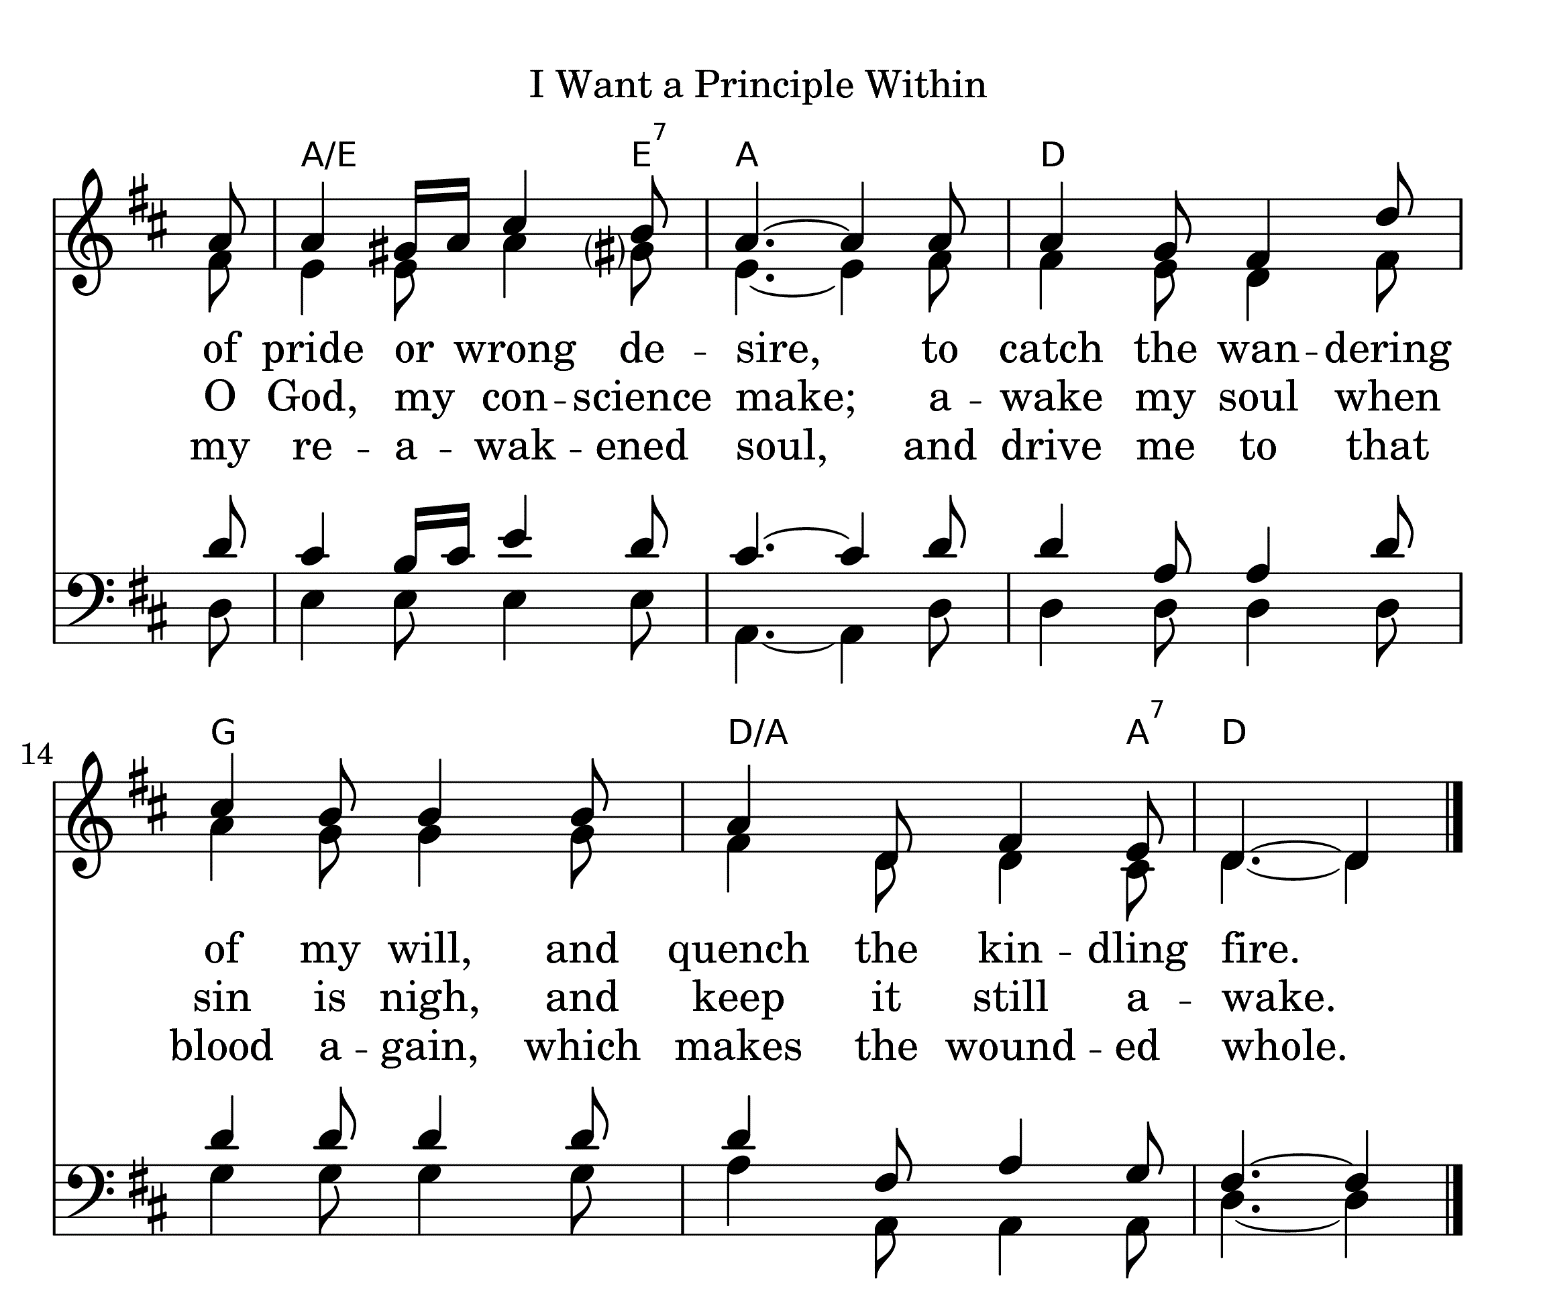 I Want a Principle Within
A/E E7 A D
of pride or wrong de - sire, to catch the wan - dering
O God, my con - science make; a - wake my soul when
my re - a - wak - ened soul, and drive me to that
G D/A A7 D
14
of my will, and quench the kin - dling fire.
sin is nigh, and keep it still a - wake.
blood a - gain, which makes the wound - ed whole.